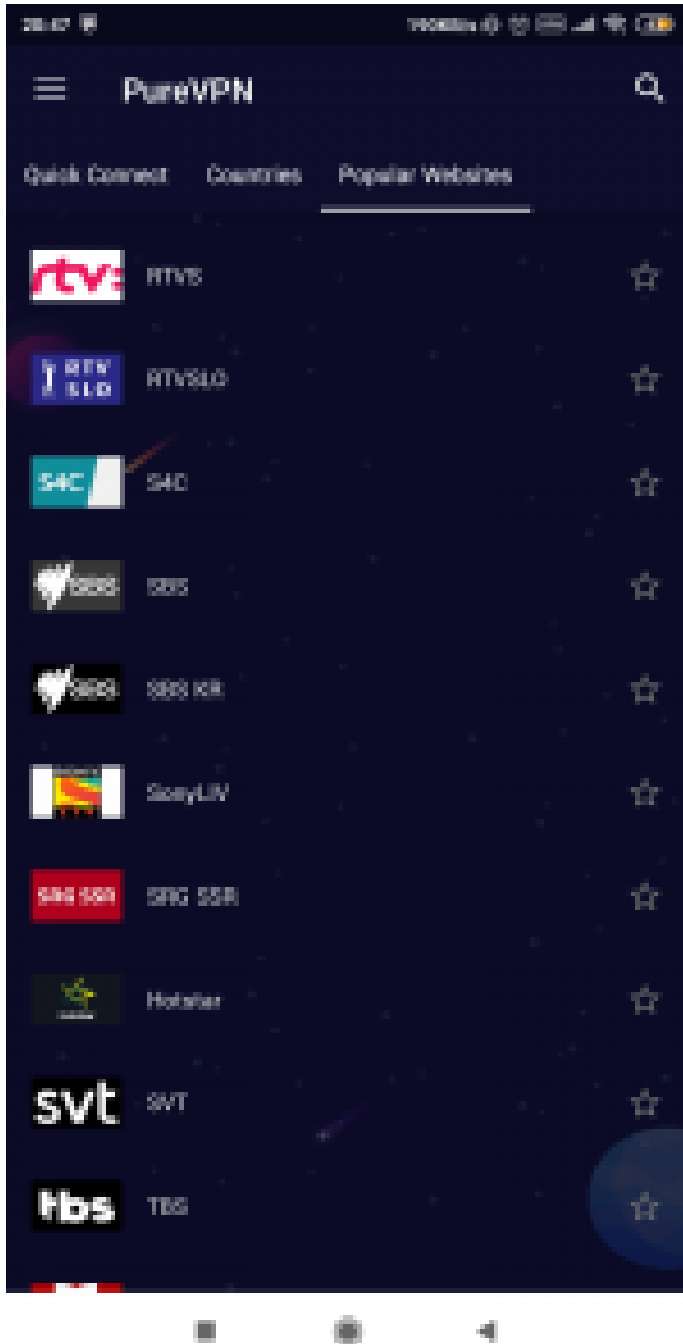 PureVPN
Quick Connect Countries Popular Websites
rtv: RTVS
RTV SLO RTVSLO
S4C S4C
SBS SBS
SBS SBS KR
SonyLIV
SRG SSR SRG SSR
Hotstar
svt SVT
tbs TBS